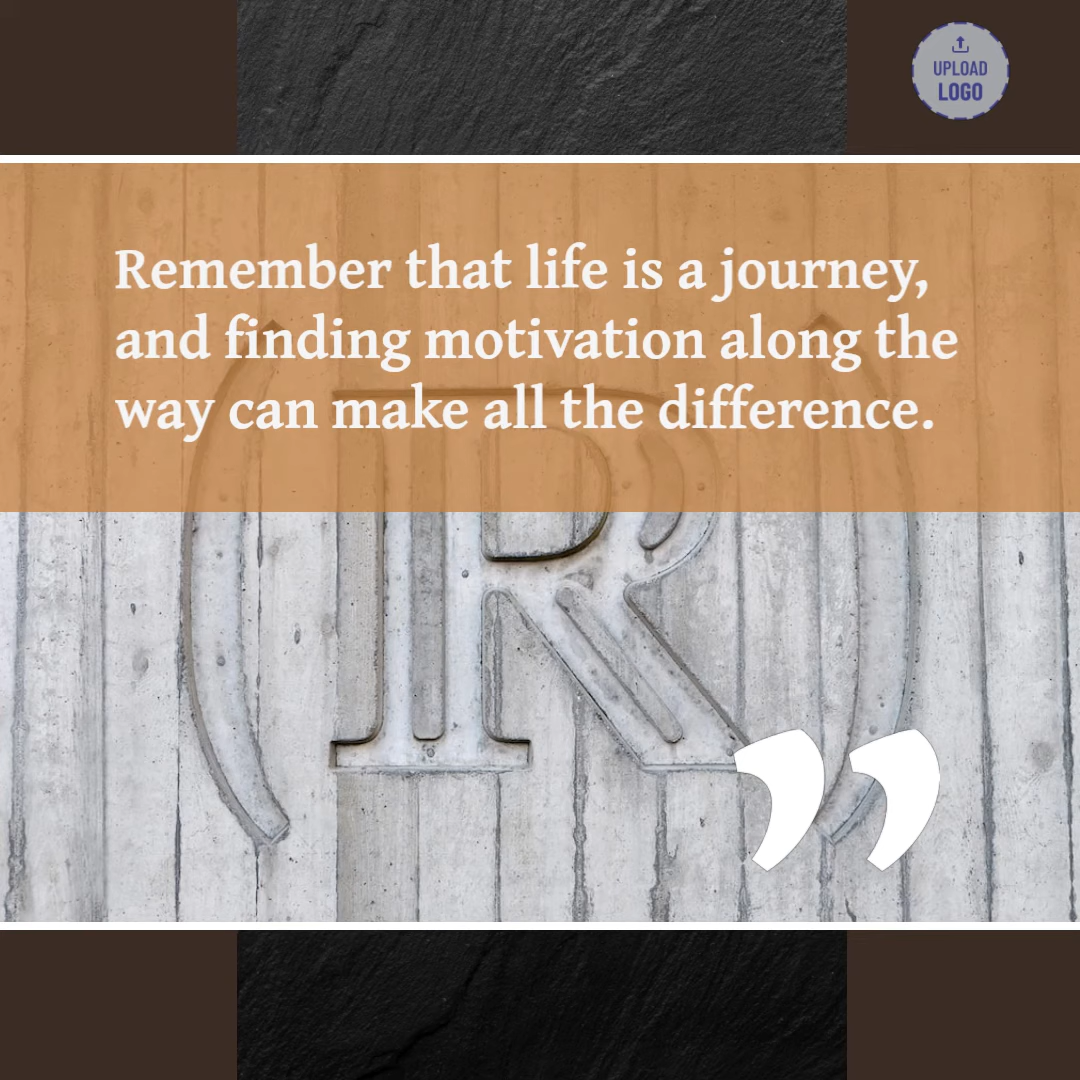 UPLOAD
LOGO
Remember that life is a journey,
and finding motivation along the
way can make all the difference.
(R)
”